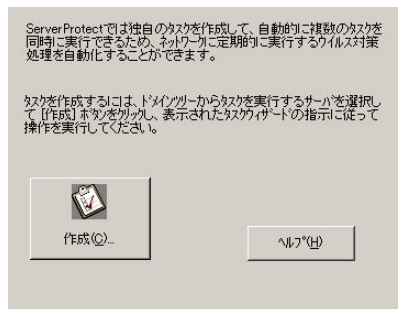 ServerProtectでは独自のタスクを作成して、自動的に複数のタスクを
同時に実行できるため、ネットワークに定期的に実行するウイルス対策
処理を自動化することができます。
タスクを作成するには、ドメインツリーからタスクを実行するサーバを選択し
て [作成] ボタンをクリックし、表示されたタスクウィザードの指示に従って
操作を実行してください。
作成(C)...
ヘルプ(H)